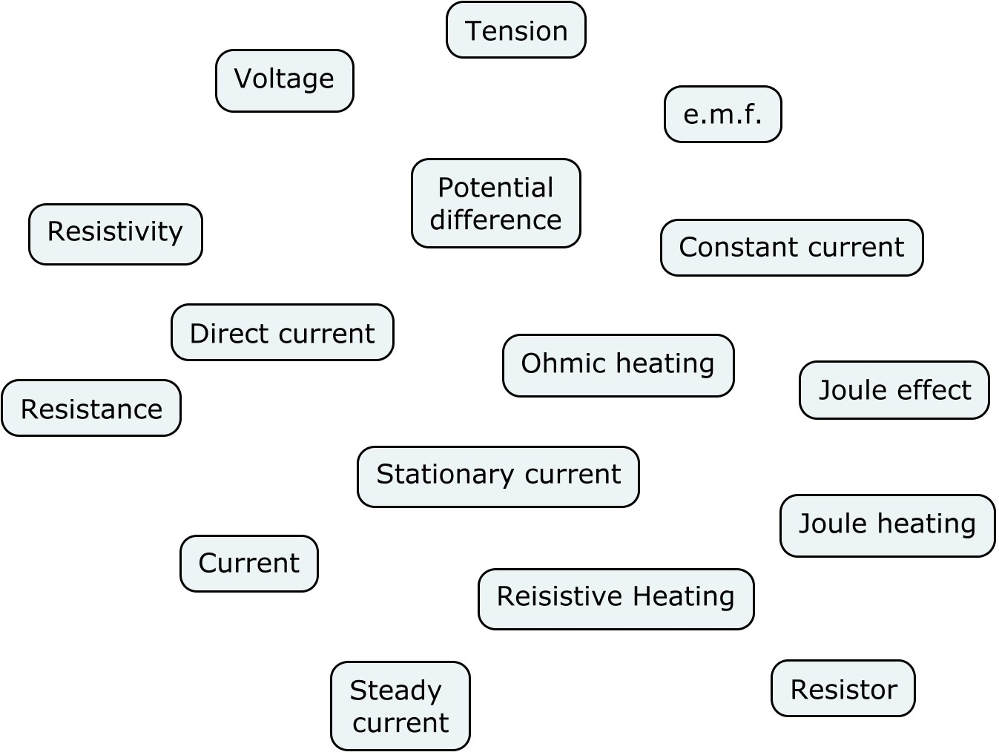 Tension
Voltage
e.m.f.
Potential
difference
Resistivity
Constant current
Direct current
Ohmic heating
Joule effect
Resistance
Stationary current
Joule heating
Current
Reisistive Heating
Steady
current
Resistor